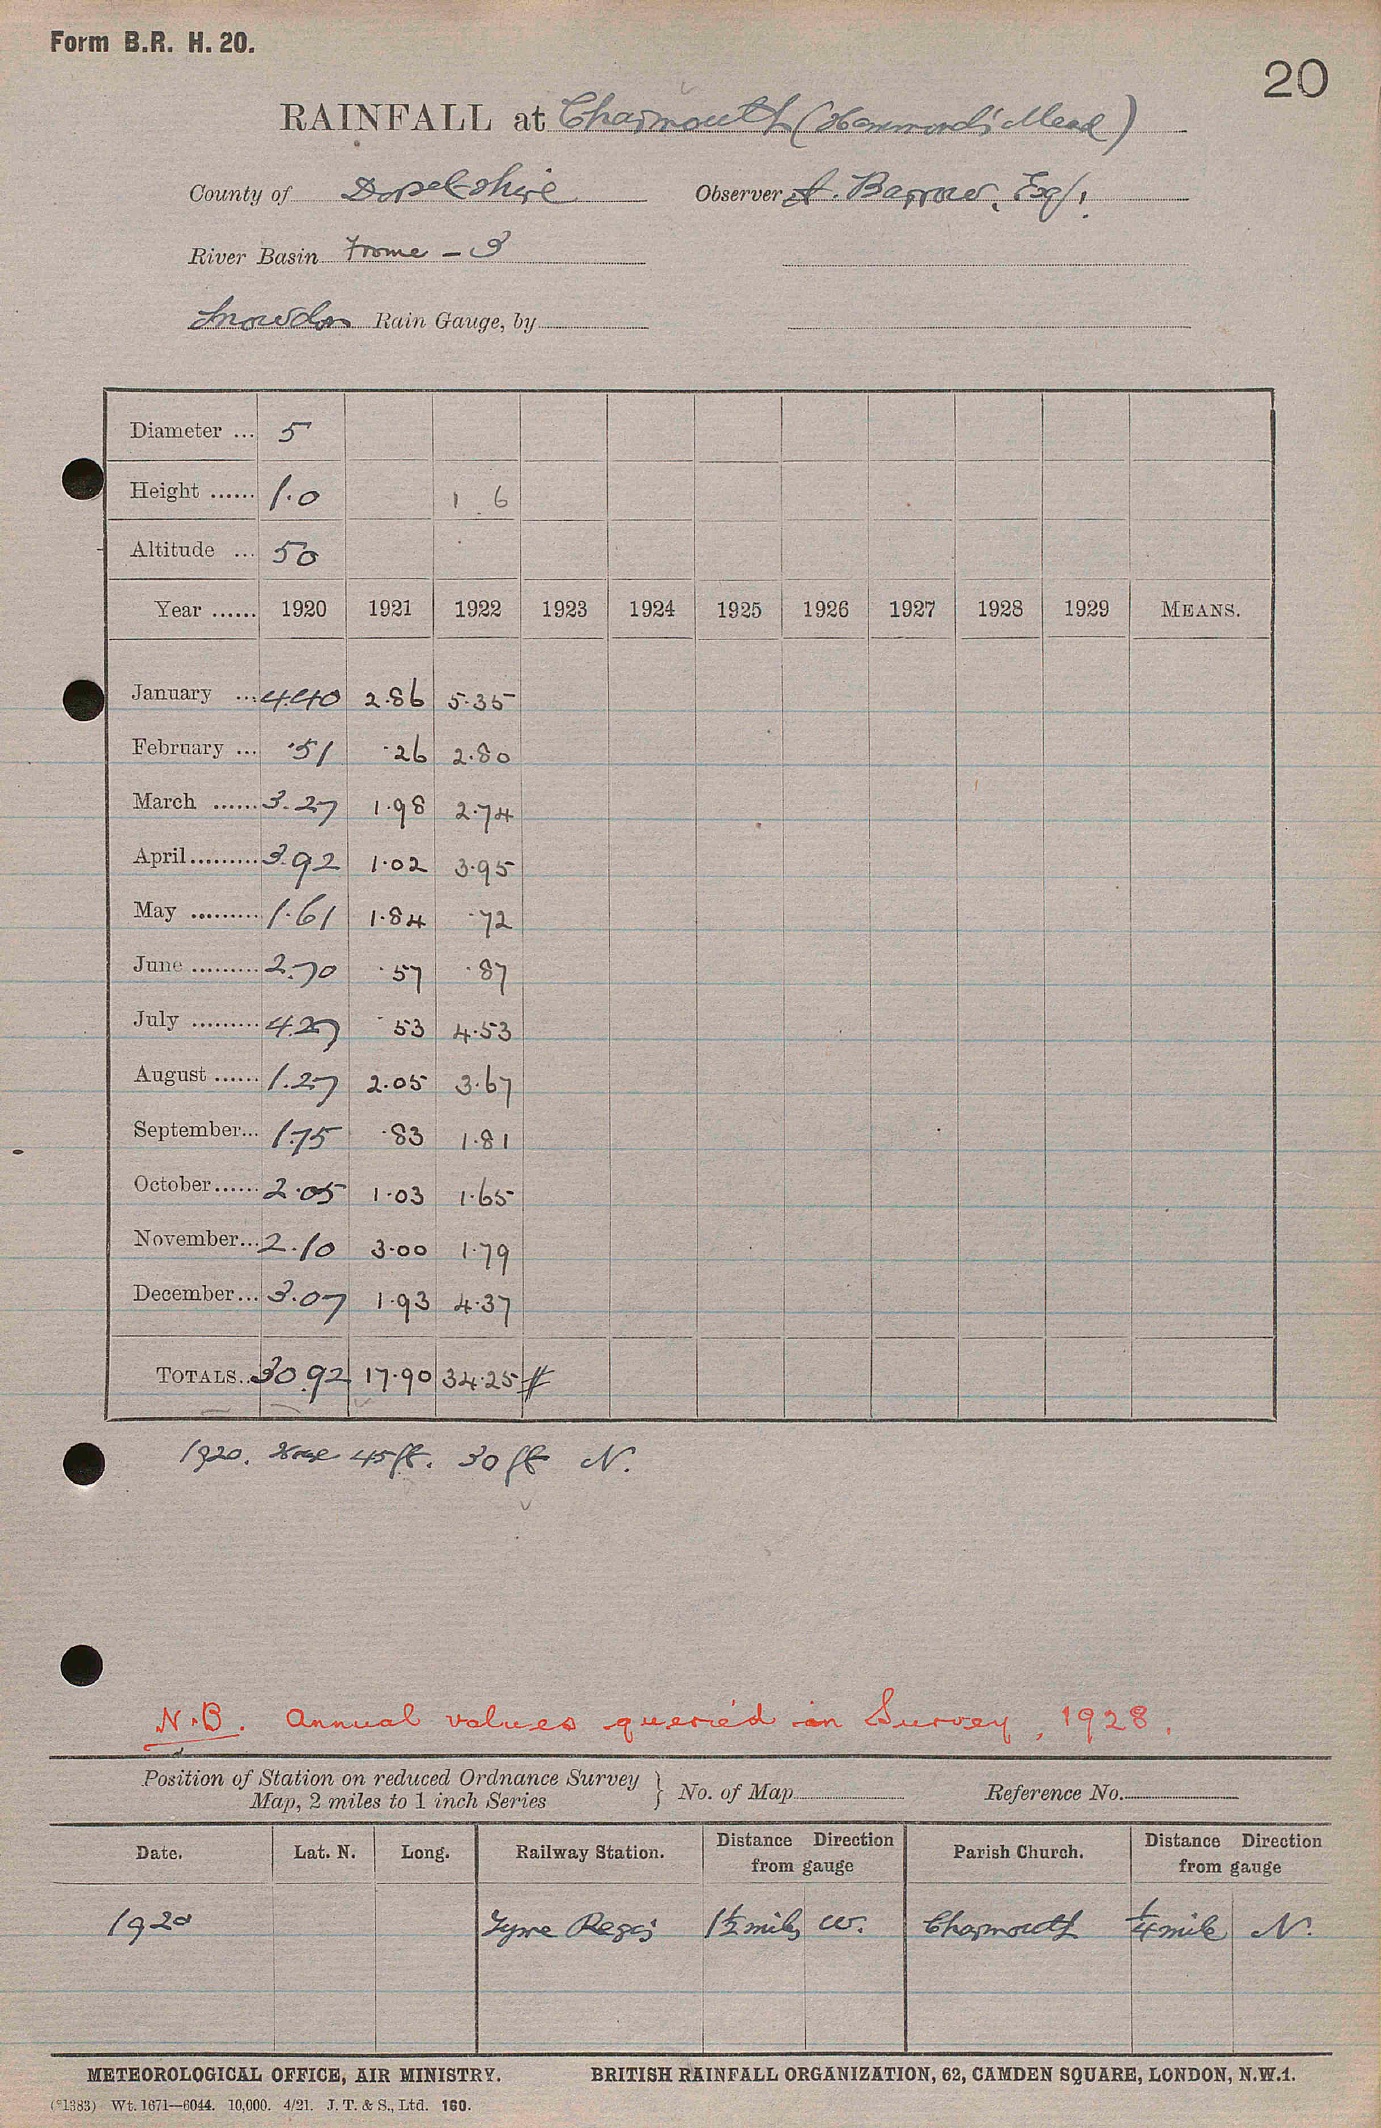 Form B.R. H. 20.
20
RAINFALL at Charmouth (Hammonds Mead)
County of Dorsetshire Observer A. Barrow, Esq.
River Basin Frome - 3
Snowdon Rain Gauge, by
Diameter ... 5
Height ...... 1.0 1 6
Altitude ... 50
Year ...... 1920 1921 1922 1923 1924 1925 1926 1927 1928 1929 MEANS.
January ... 4.40 2.86 5.35
February ... .51 .26 2.80
March ...... 3.27 1.98 2.74
April ......... 3.92 1.02 3.95
May ......... 1.61 1.84 .72
June ......... 2.70 .57 .87
July ......... 4.27 .53 4.53
August ...... 1.27 2.05 3.67
September... 1.75 .83 1.81
October ...... 2.05 1.03 1.65
November... 2.10 3.00 1.79
December... 3.07 1.93 4.37
TOTALS.. 30.92 17.90 34.25 #
1920. 45 ft. 30 ft N.
N.B. Annual values queried in Survey, 1928.
Position of Station on reduced Ordnance Survey
Map, 2 miles to 1 inch Series } No. of Map Reference No.
Date. Lat. N. Long. Railway Station. Distance Direction from gauge Parish Church. Distance Direction from gauge
1920 Lyme Regis 1½ miles W. Charmouth ¼ mile N.
METEOROLOGICAL OFFICE, AIR MINISTRY. BRITISH RAINFALL ORGANIZATION, 62, CAMDEN SQUARE, LONDON, N.W.1.
(*1383) Wt. 1671—6044. 10,000. 4/21. J. T. & S., Ltd. 160.